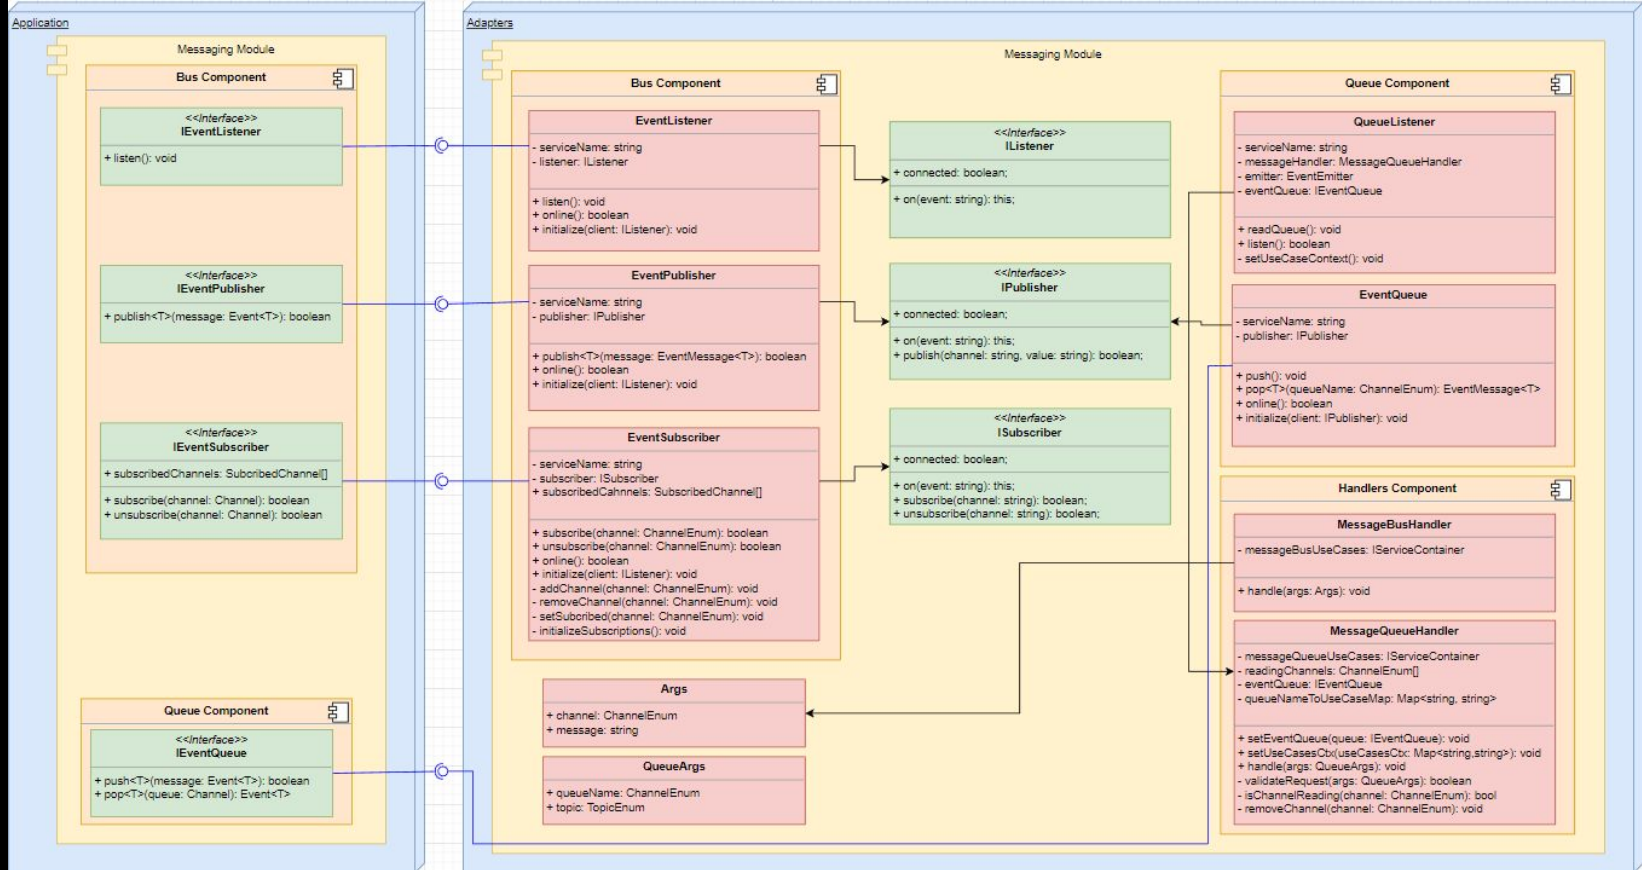 Application
Messaging Module
Bus Component
<<Interface>>
IEventListener
+ listen(): void
<<Interface>>
IEventPublisher
+ publish<T>(message: Event<T>): boolean
<<Interface>>
IEventSubscriber
+ subscribedChannels: SubcribedChannel[]
+ subscribe(channel: Channel): boolean
+ unsubscribe(channel: Channel): boolean
Queue Component
<<Interface>>
IEventQueue
+ push<T>(message: Event<T>): boolean
+ pop<T>(queue: Channel): Event<T>
Adapters
Messaging Module
Bus Component
EventListener
- serviceName: string
- listener: IListener
+ listen(): void
+ online(): boolean
+ initialize(client: IListener): void
EventPublisher
- serviceName: string
- publisher: IPublisher
+ publish<T>(message: EventMessage<T>): boolean
+ online(): boolean
+ initialize(client: IListener): void
EventSubscriber
- serviceName: string
- subscriber: ISubscriber
+ subscribedCahnnels: SubscribedChannel[]
+ subscribe(channel: ChannelEnum): boolean
+ unsubscribe(channel: ChannelEnum): boolean
+ online(): boolean
+ initialize(client: IListener): void
- addChannel(channel: ChannelEnum): void
- removeChannel(channel: ChannelEnum): void
- setSubcribed(channel: ChannelEnum): void
- initializeSubscriptions(): void
<<Interface>>
IListener
+ connected: boolean;
+ on(event: string): this;
<<Interface>>
IPublisher
+ connected: boolean;
+ on(event: string): this;
+ publish(channel: string, value: string): boolean;
<<Interface>>
ISubscriber
+ connected: boolean;
+ on(event: string): this;
+ subscribe(channel: string): boolean;
+ unsubscribe(channel: string): boolean;
Args
+ channel: ChannelEnum
+ message: string
QueueArgs
+ queueName: ChannelEnum
+ topic: TopicEnum
Queue Component
QueueListener
- serviceName: string
- messageHandler: MessageQueueHandler
- emitter: EventEmitter
- eventQueue: IEventQueue
+ readQueue(): void
+ listen(): boolean
- setUseCaseContext(): void
EventQueue
- serviceName: string
- publisher: IPublisher
+ push(): void
+ pop<T>(queueName: ChannelEnum): EventMessage<T>
+ online(): boolean
+ initialize(client: IPublisher): void
Handlers Component
MessageBusHandler
- messageBusUseCases: IServiceContainer
+ handle(args: Args): void
MessageQueueHandler
- messageQueueUseCases: IServiceContainer
- readingChannels: ChannelEnum[]
- eventQueue: IEventQueue
- queueNameToUseCaseMap: Map<string, string>
+ setEventQueue(queue: IEventQueue): void
+ setUseCasesCtx(useCasesCtx: Map<string,string>): void
+ handle(args: QueueArgs): void
- validateRequest(args: QueueArgs): boolean
- isChannelReading(channel: ChannelEnum): bool
- removeChannel(channel: ChannelEnum): void